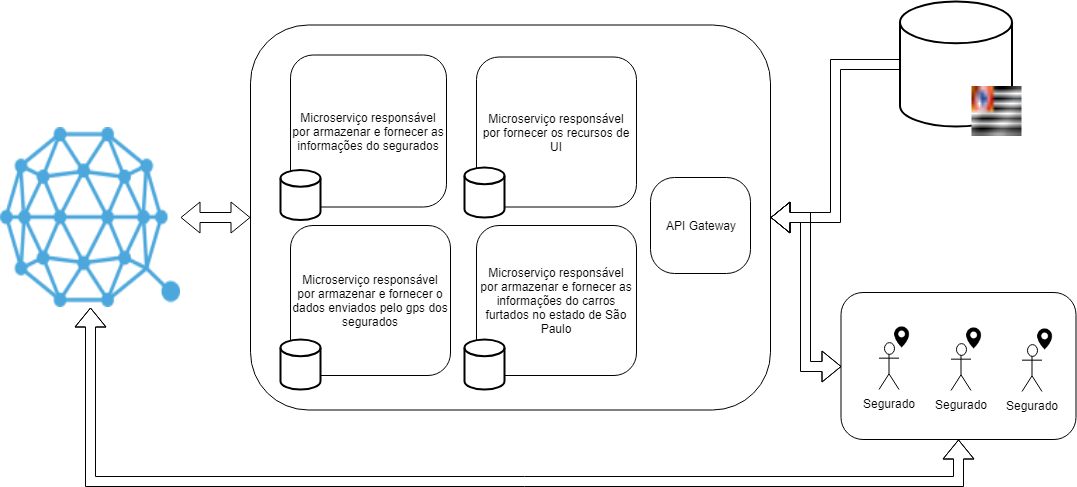 Microserviço responsável
por armazenar e fornecer as
informações do segurados
Microserviço responsável
por fornecer os recursos de
UI
API Gateway
Microserviço responsável
por armazenar e fornecer o
dados enviados pelo gps dos
segurados
Microserviço responsável
por armazenar e fornecer as
informações do carros
furtados no estado de São
Paulo
Segurado
Segurado
Segurado